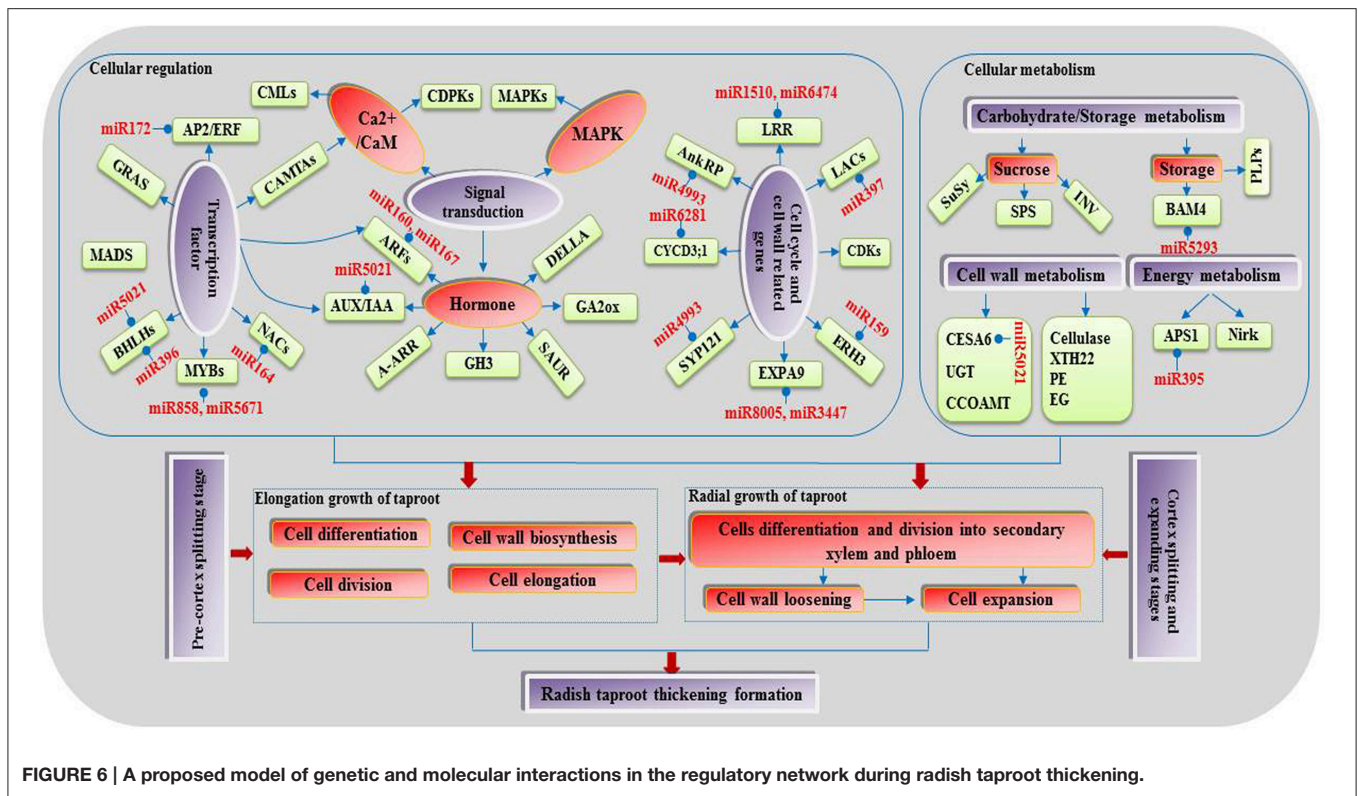 Cellular regulation
CMLs
Ca2+
/CaM
CDPKs
MAPKs
MAPK
miR172
AP2/ERF
GRAS
CAMTAs
Transcription
factor
MADS
miR5021
BHLHs
miR396
MYBs
miR858, miR5671
NACs
miR164
Signal
transduction
miR160, miR167
ARFs
miR5021
AUX/IAA
Hormone
DELLA
GA2ox
A-ARR
GH3
SAUR
miR1510, miR6474
LRR
AnkRP
miR4993
LACs
miR397
miR6281
CYCD3;1
Cell cycle and
cell wall related
genes
CDKs
miR4993
SYP121
EXPA9
miR8005, miR3447
miR159
ERH3
Cellular metabolism
Carbohydrate/Storage metabolism
Sucrose
SuSy
SPS
INV
Storage
PLPs
BAM4
miR5293
Cell wall metabolism
CESA6
miR5021
UGT
CCOAMT
Cellulase
XTH22
PE
EG
Energy metabolism
APS1
Nirk
miR395
Pre-cortex splitting stage
Elongation growth of taproot
Cell differentiation
Cell wall biosynthesis
Cell division
Cell elongation
Radial growth of taproot
Cells differentiation and division into secondary
xylem and phloem
Cell wall loosening
Cell expansion
Cortex splitting and
expanding stages
Radish taproot thickening formation
FIGURE 6 | A proposed model of genetic and molecular interactions in the regulatory network during radish taproot thickening.